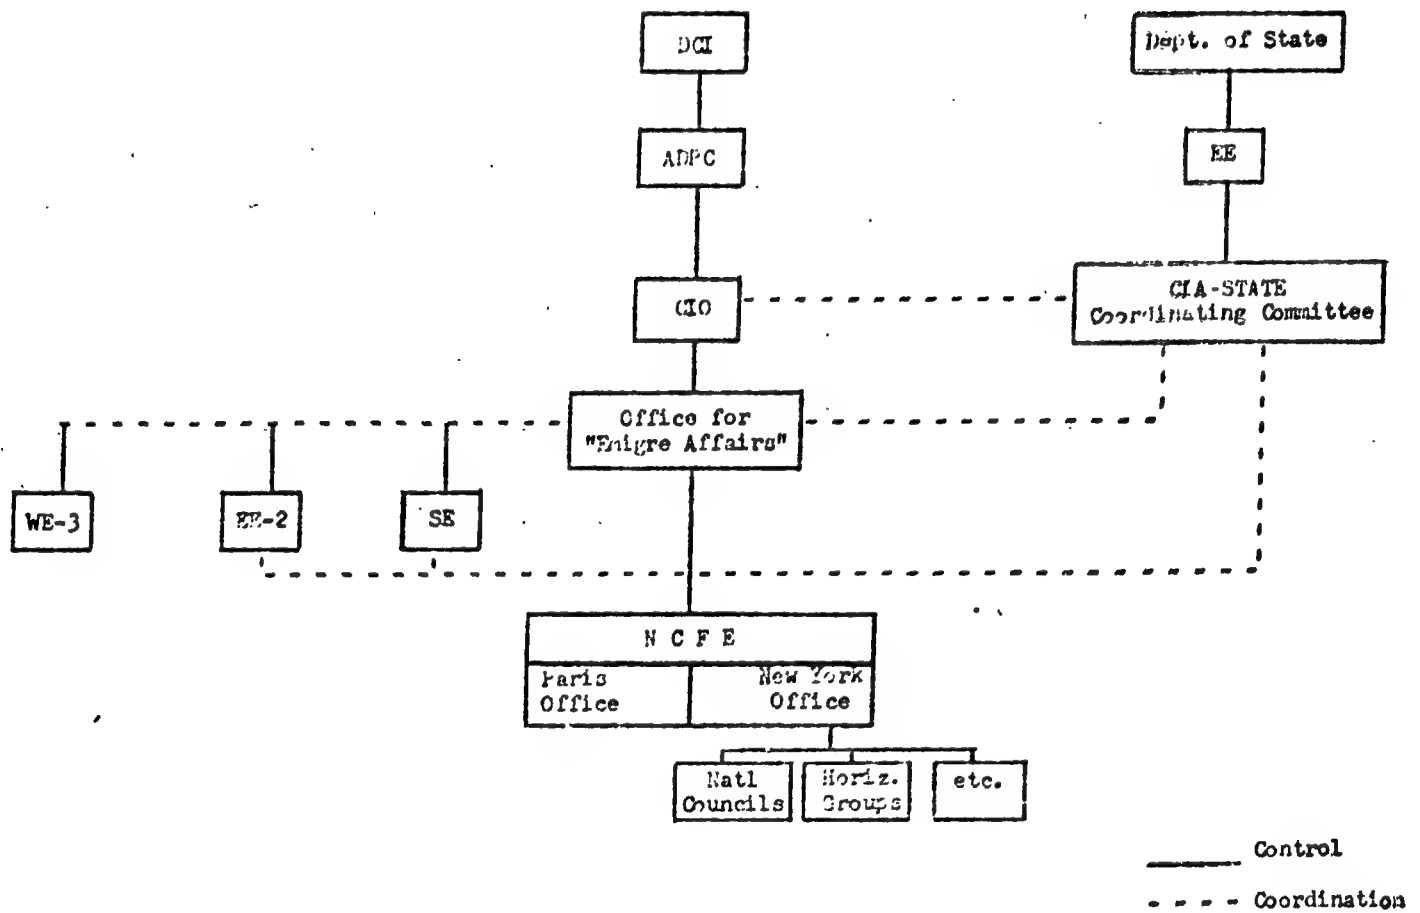 DCI
Dept. of State
ADPC
EE
CIO
CIA-STATE
Coordinating Committee
Office for
"Emigre Affairs"
WE-3
EE-2
SE
N C F E
Paris
Office
New York
Office
Natl
Councils
Horiz.
Groups
etc.
Control
Coordination